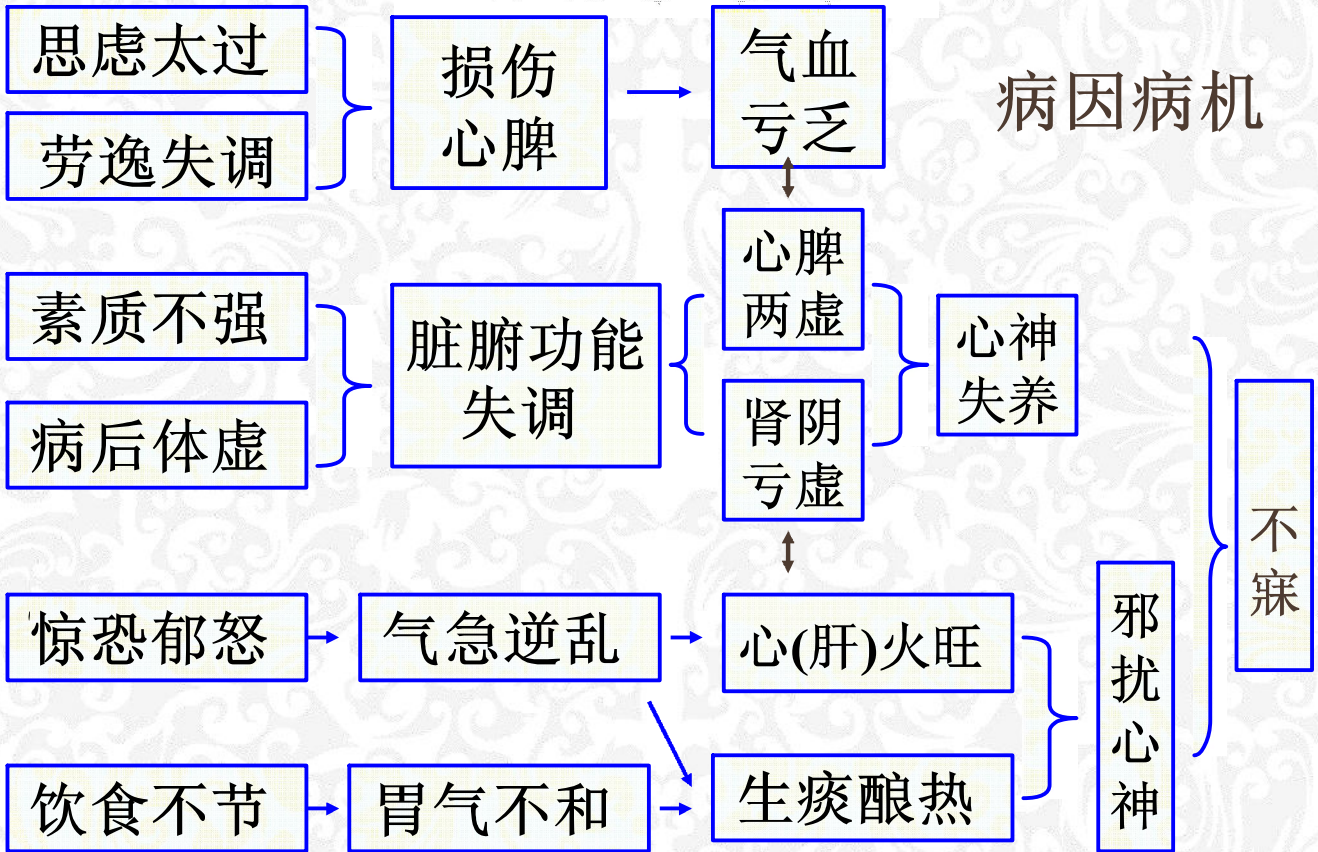 思虑太过
劳逸失调
损伤
心脾
气血
亏乏
病因病机
素质不强
病后体虚
脏腑功能
失调
心脾
两虚
肾阴
亏虚
心神
失养
惊恐郁怒
气急逆乱
心(肝)火旺
饮食不节
胃气不和
生痰酿热
邪扰心神
不寐